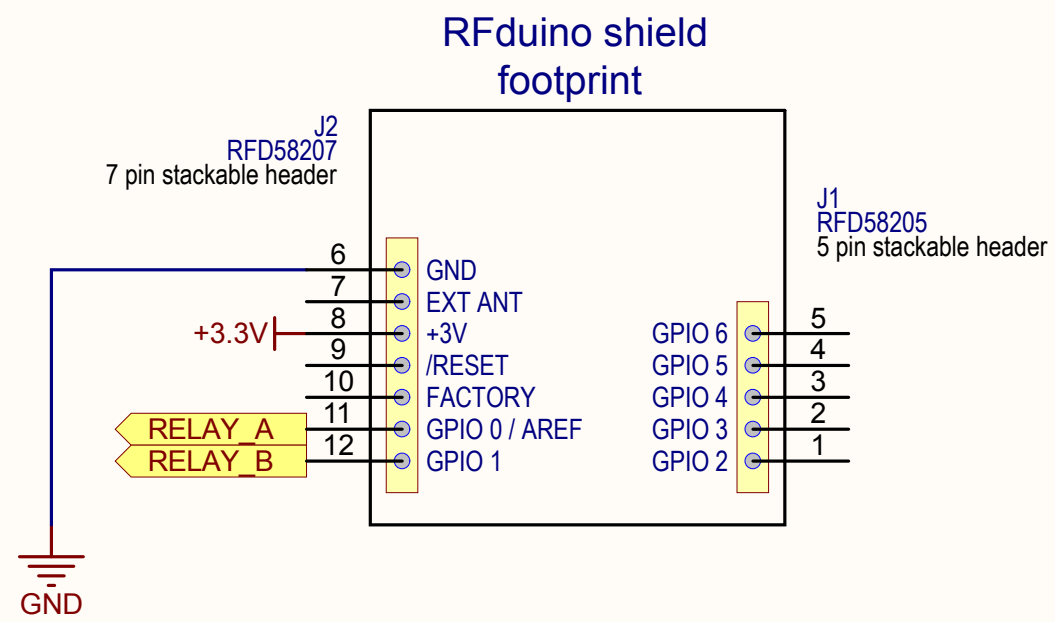 RFduino shield
footprint
J2
RFD58207
7 pin stackable header
J1
RFD58205
5 pin stackable header
6 GND
7 EXT ANT
+3.3V 8 +3V GPIO 6 5
9 /RESET GPIO 5 4
10 FACTORY GPIO 4 3
RELAY_A 11 GPIO 0 / AREF GPIO 3 2
RELAY_B 12 GPIO 1 GPIO 2 1
GND